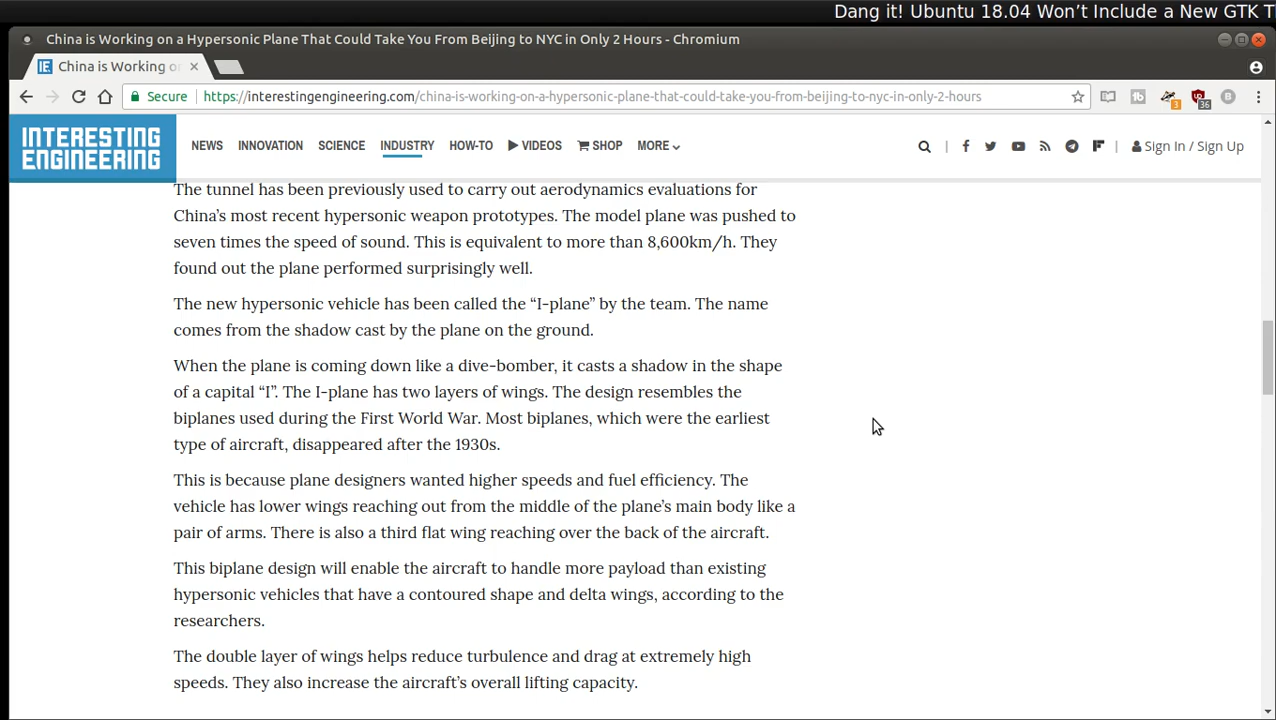 Dang it! Ubuntu 18.04 Won’t Include a New GTK T
China is Working on a Hypersonic Plane That Could Take You From Beijing to NYC in Only 2 Hours - Chromium
IE China is Working o
Secure https://interestingengineering.com/china-is-working-on-a-hypersonic-plane-that-could-take-you-from-beijing-to-nyc-in-only-2-hours
tb 3 36 B
INTERESTING
ENGINEERING
NEWS INNOVATION SCIENCE INDUSTRY HOW-TO VIDEOS SHOP MORE | | Sign In / Sign Up
The tunnel has been previously used to carry out aerodynamics evaluations for
China’s most recent hypersonic weapon prototypes. The model plane was pushed to
seven times the speed of sound. This is equivalent to more than 8,600km/h. They
found out the plane performed surprisingly well.
The new hypersonic vehicle has been called the “I-plane” by the team. The name
comes from the shadow cast by the plane on the ground.
When the plane is coming down like a dive-bomber, it casts a shadow in the shape
of a capital “I”. The I-plane has two layers of wings. The design resembles the
biplanes used during the First World War. Most biplanes, which were the earliest
type of aircraft, disappeared after the 1930s.
This is because plane designers wanted higher speeds and fuel efficiency. The
vehicle has lower wings reaching out from the middle of the plane’s main body like a
pair of arms. There is also a third flat wing reaching over the back of the aircraft.
This biplane design will enable the aircraft to handle more payload than existing
hypersonic vehicles that have a contoured shape and delta wings, according to the
researchers.
The double layer of wings helps reduce turbulence and drag at extremely high
speeds. They also increase the aircraft’s overall lifting capacity.